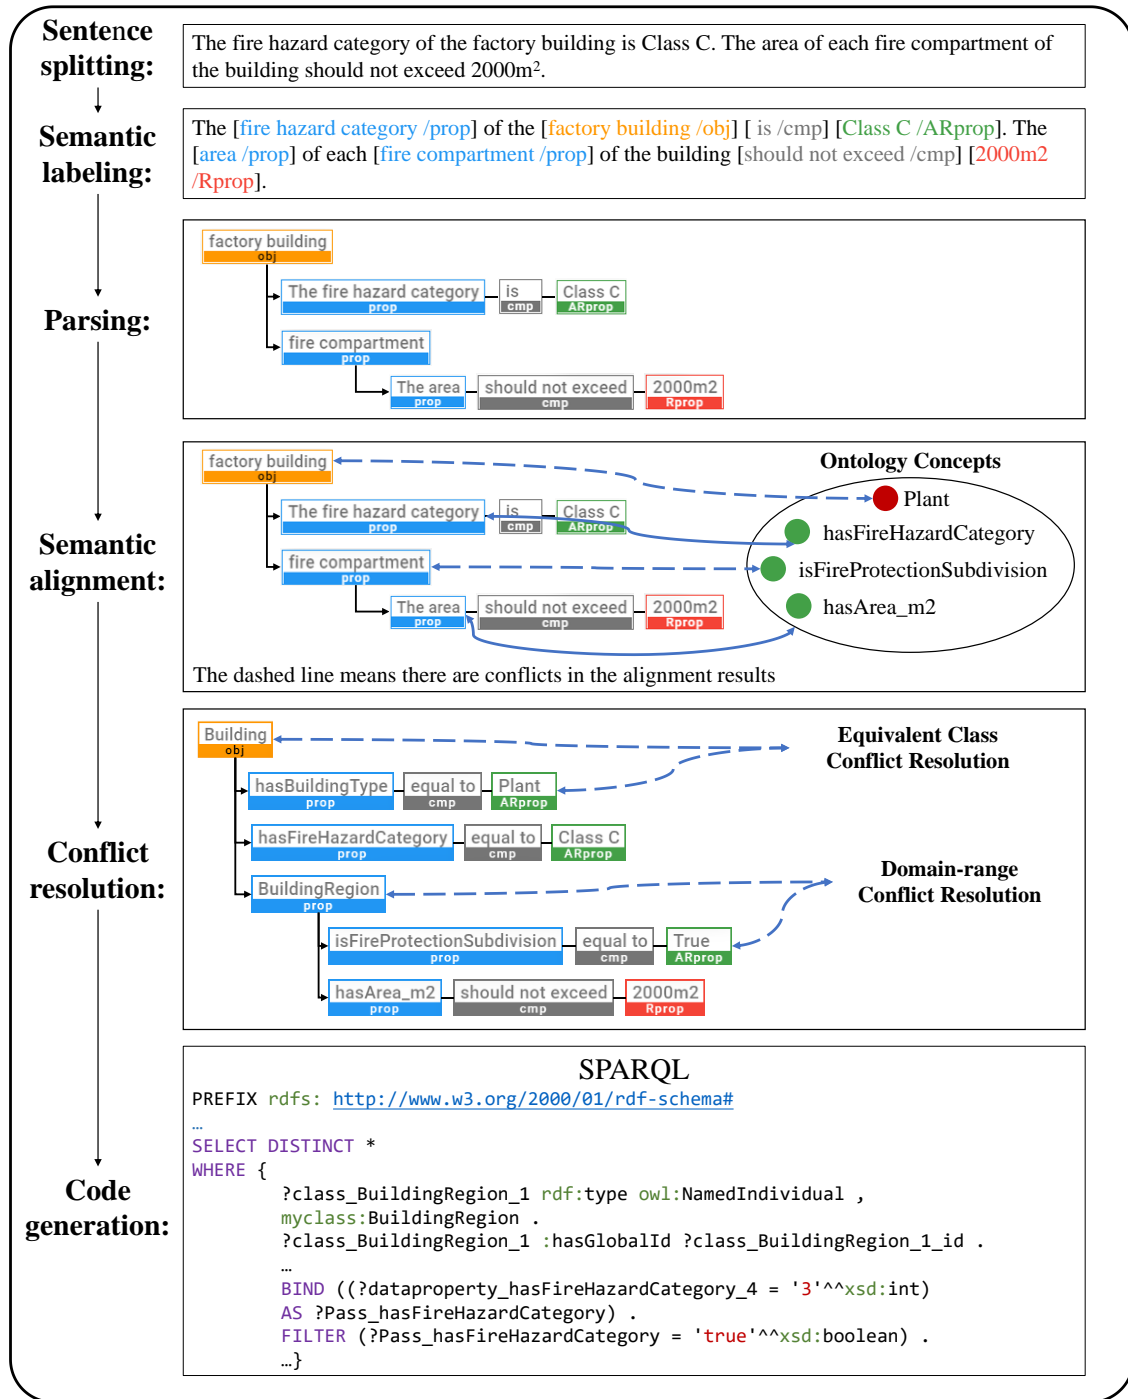 Sentence
splitting:
The fire hazard category of the factory building is Class C. The area of each fire compartment of
the building should not exceed 2000m².
Semantic
labeling:
The [fire hazard category /prop] of the [factory building /obj] [ is /cmp] [Class C /ARprop]. The
[area /prop] of each [fire compartment /prop] of the building [should not exceed /cmp] [2000m2
/Rprop].
Parsing:
factory building
obj
The fire hazard category is Class C
prop cmp ARprop
fire compartment
prop
The area should not exceed 2000m2
prop cmp Rprop
Semantic
alignment:
factory building
obj
The fire hazard category is Class C
prop cmp ARprop
fire compartment
prop
The area should not exceed 2000m2
prop cmp Rprop
Ontology Concepts
Plant
hasFireHazardCategory
isFireProtectionSubdivision
hasArea_m2
The dashed line means there are conflicts in the alignment results
Conflict
resolution:
Building
obj
hasBuildingType equal to Plant
prop cmp ARprop
hasFireHazardCategory equal to Class C
prop cmp ARprop
BuildingRegion
prop
isFireProtectionSubdivision equal to True
prop cmp ARprop
hasArea_m2 should not exceed 2000m2
prop cmp Rprop
Equivalent Class
Conflict Resolution
Domain-range
Conflict Resolution
Code
generation:
SPARQL
PREFIX rdfs: http://www.w3.org/2000/01/rdf-schema#
…
SELECT DISTINCT *
WHERE {
?class_BuildingRegion_1 rdf:type owl:NamedIndividual ,
myclass:BuildingRegion .
?class_BuildingRegion_1 :hasGlobalId ?class_BuildingRegion_1_id .
…
BIND ((?dataproperty_hasFireHazardCategory_4 = '3'^^xsd:int)
AS ?Pass_hasFireHazardCategory) .
FILTER (?Pass_hasFireHazardCategory = 'true'^^xsd:boolean) .
…}